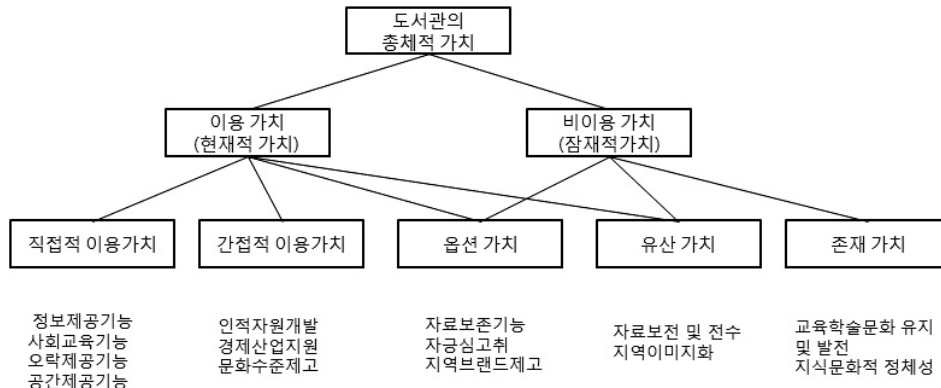 도서관의
총체적 가치
이용 가치
(현재적 가치)
비이용 가치
(잠재적가치)
직접적 이용가치
간접적 이용가치
옵션 가치
유산 가치
존재 가치
정보제공기능
사회교육기능
오락제공기능
공간제공기능
인적자원개발
경제산업지원
문화수준제고
자료보존기능
자긍심고취
지역브랜드제고
자료보전 및 전수
지역이미지화
교육학술문화 유지
및 발전
지식문화적 정체성